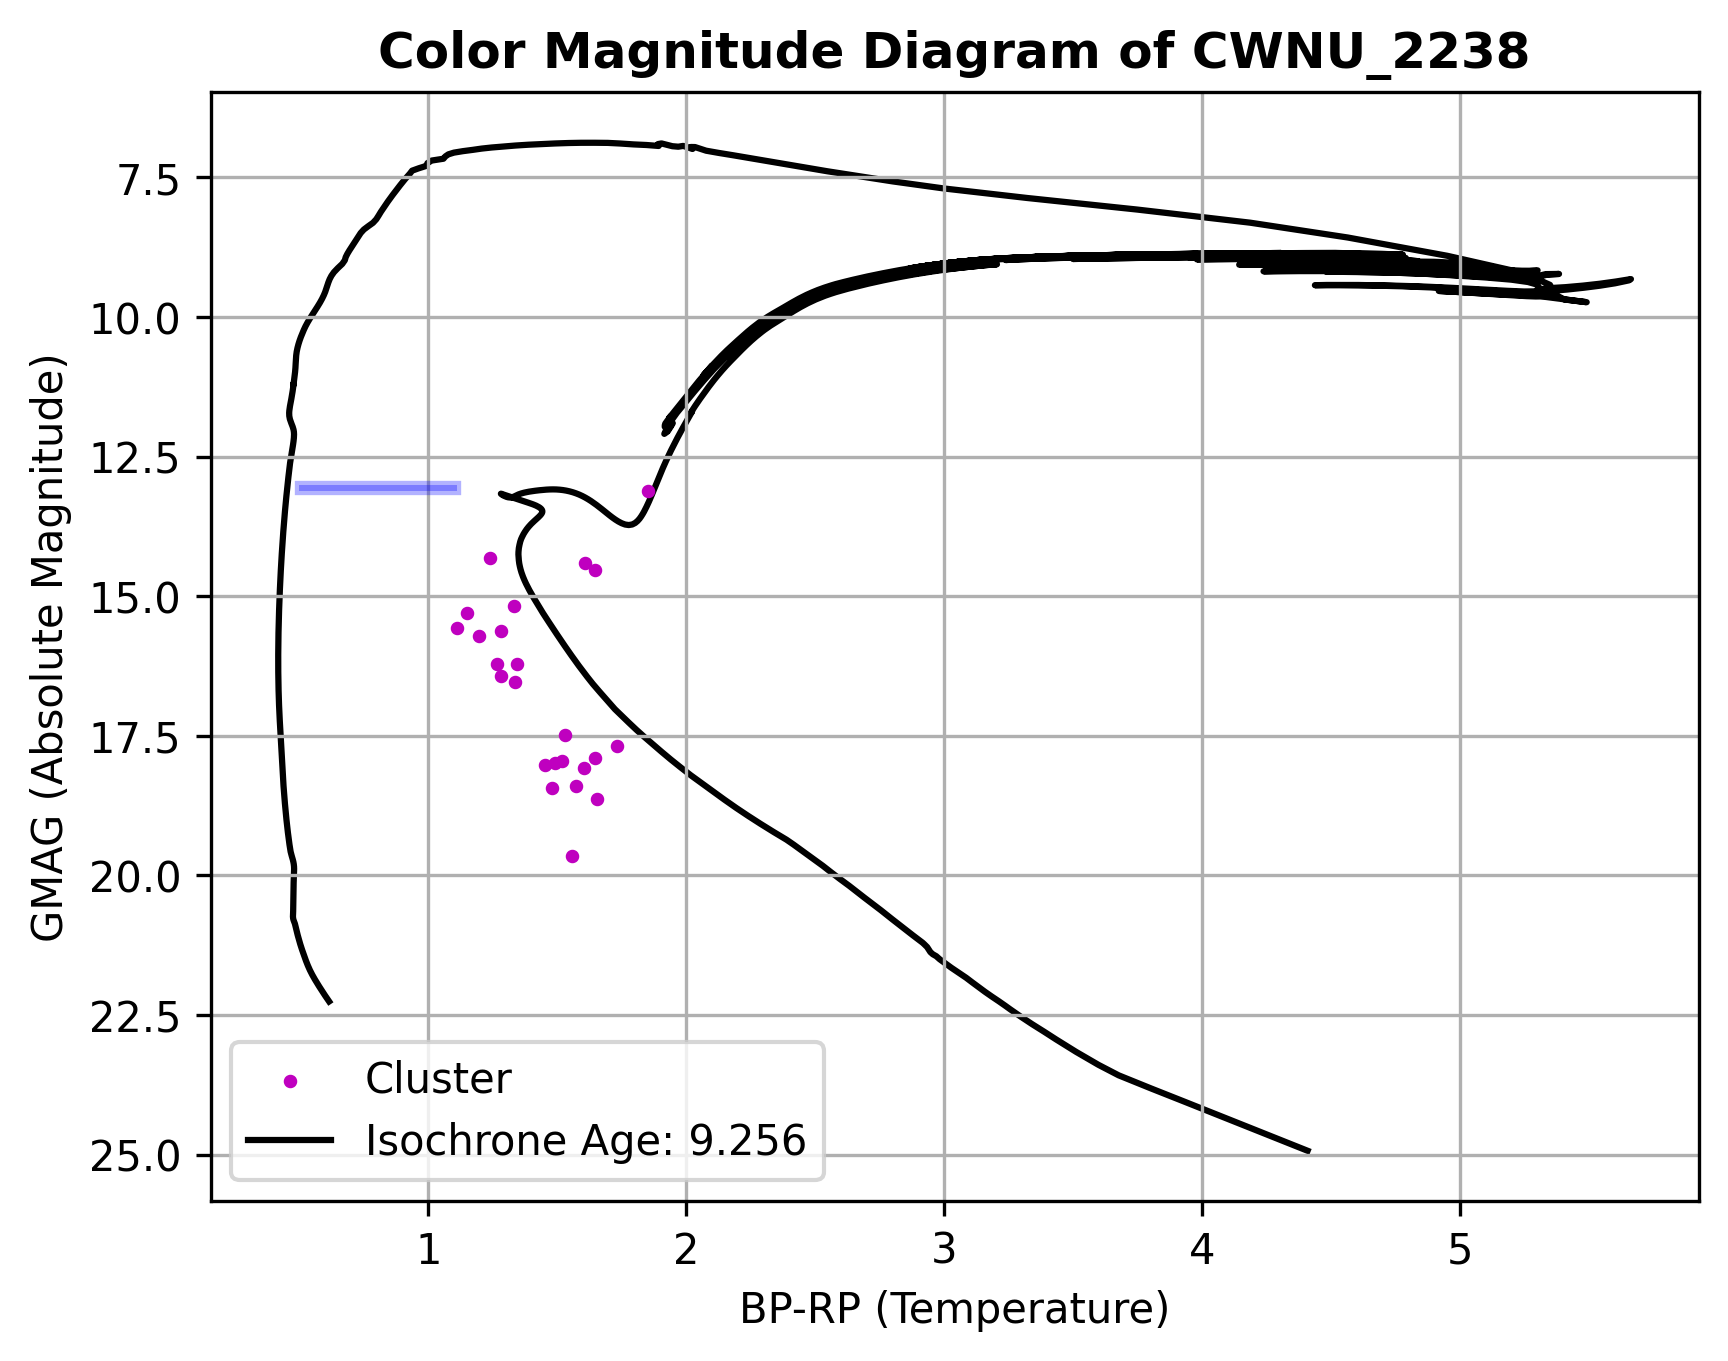 Color Magnitude Diagram of CWNU_2238
GMAG (Absolute Magnitude)
7.5
10.0
12.5
15.0
17.5
20.0
22.5
25.0
Cluster
Isochrone Age: 9.256
1 2 3 4 5
BP-RP (Temperature)